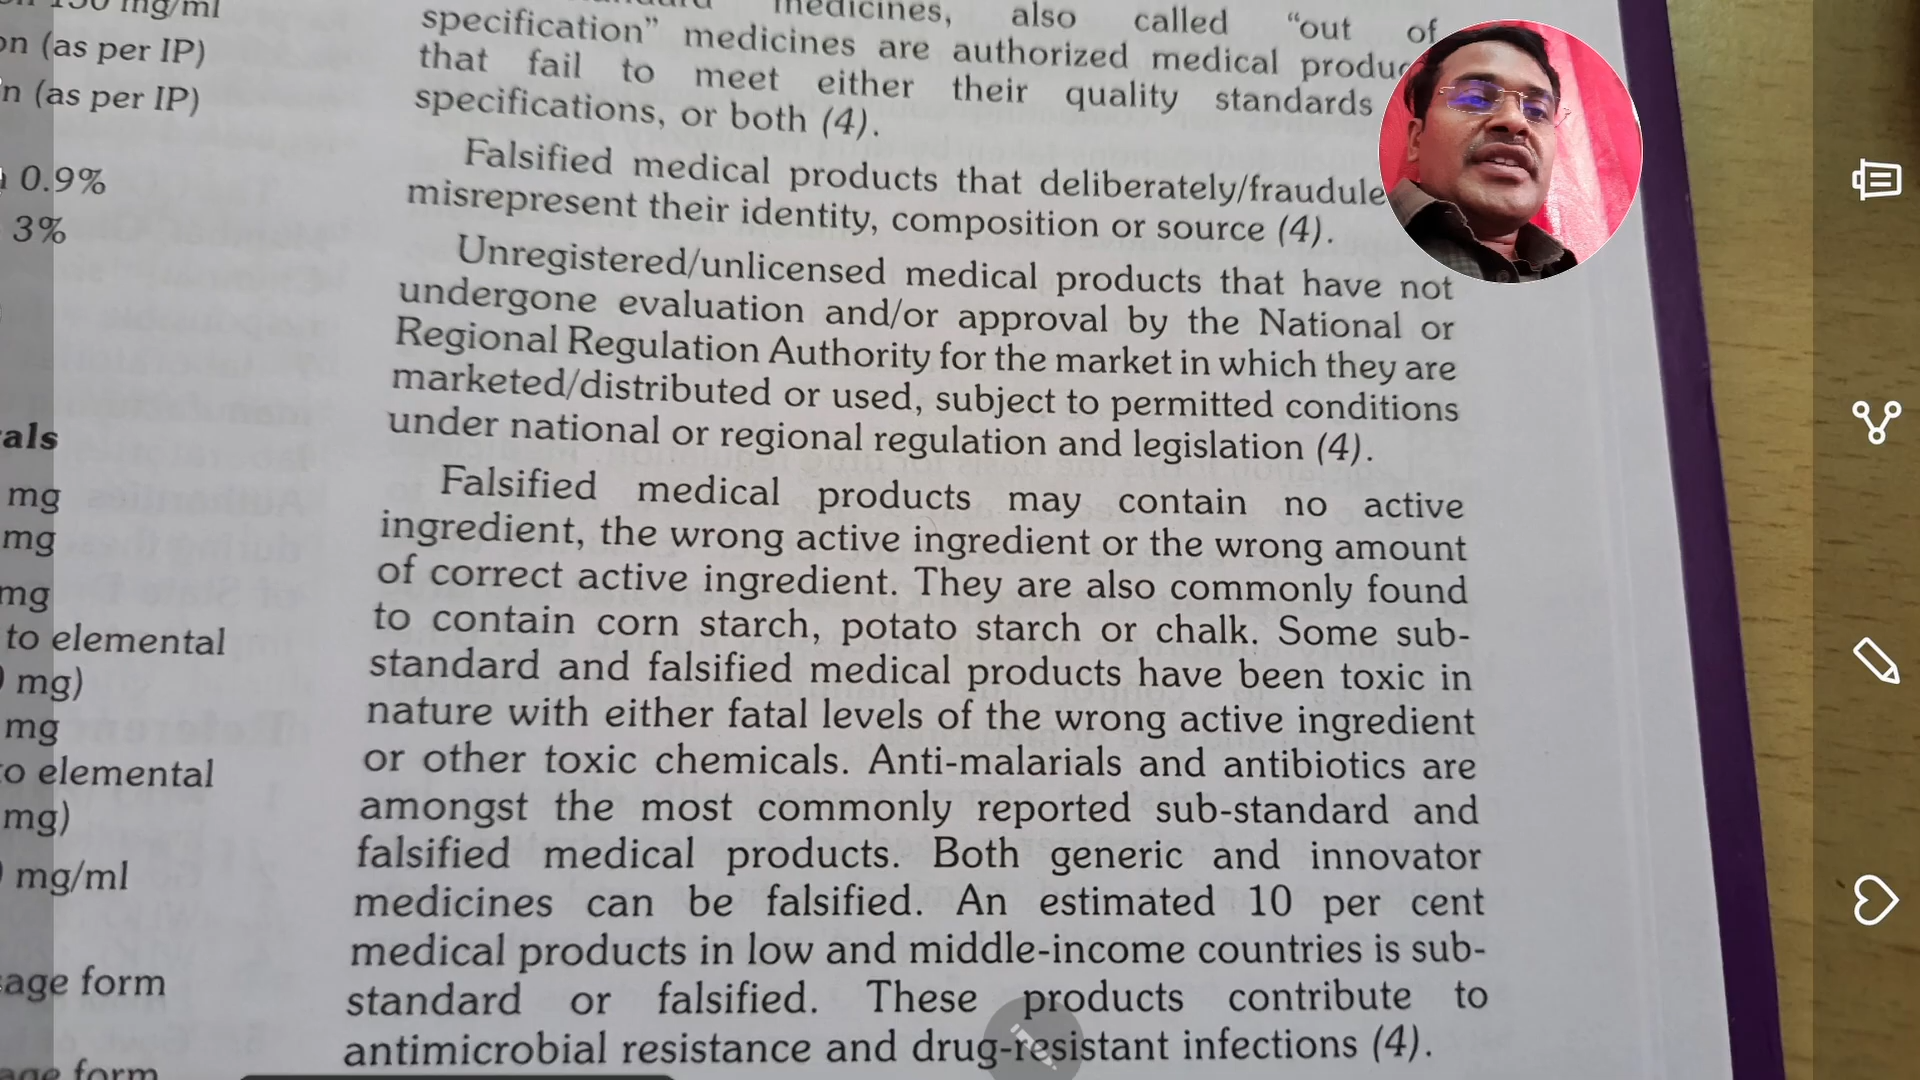 on (as per IP)
n (as per IP)
0.9%
3%
mg
mg
mg
to elemental
mg)
mg
o elemental
mg)
mg/ml
age form
medicines, also called “out of
specification” medicines are authorized medical
that fail to meet either their quality standards
specifications, or both (4).
Falsified medical products that
misrepresent their identity, composition or source (4).
Unregistered/unlicensed medical products that have not
undergone evaluation and/or approval by the National or
Regional Regulation Authority for the market in which they are
marketed/distributed or used, subject to permitted conditions
under national or regional regulation and legislation (4).
Falsified medical products may contain no active
ingredient, the wrong active ingredient or the wrong amount
of correct active ingredient. They are also commonly found
to contain corn starch, potato starch or chalk. Some sub-
standard and falsified medical products have been toxic in
nature with either fatal levels of the wrong active ingredient
or other toxic chemicals. Anti-malarials and antibiotics are
amongst the most commonly reported sub-standard and
falsified medical products. Both generic and innovator
medicines can be falsified. An estimated 10 per cent
medical products in low and middle-income countries is sub-
standard or falsified. These products contribute to
antimicrobial resistance and drug-resistant infections (4).